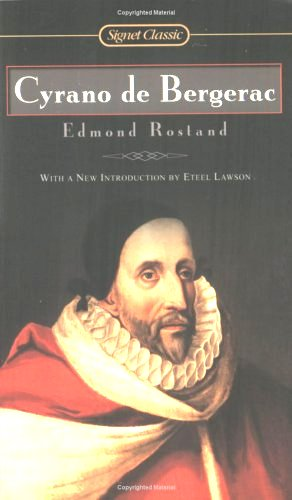 Signet Classic
Cyrano de Bergerac
Edmond Rostand
WITH A NEW INTRODUCTION BY ETEEL LAWSON
Copyrighted Material
Copyrighted Material